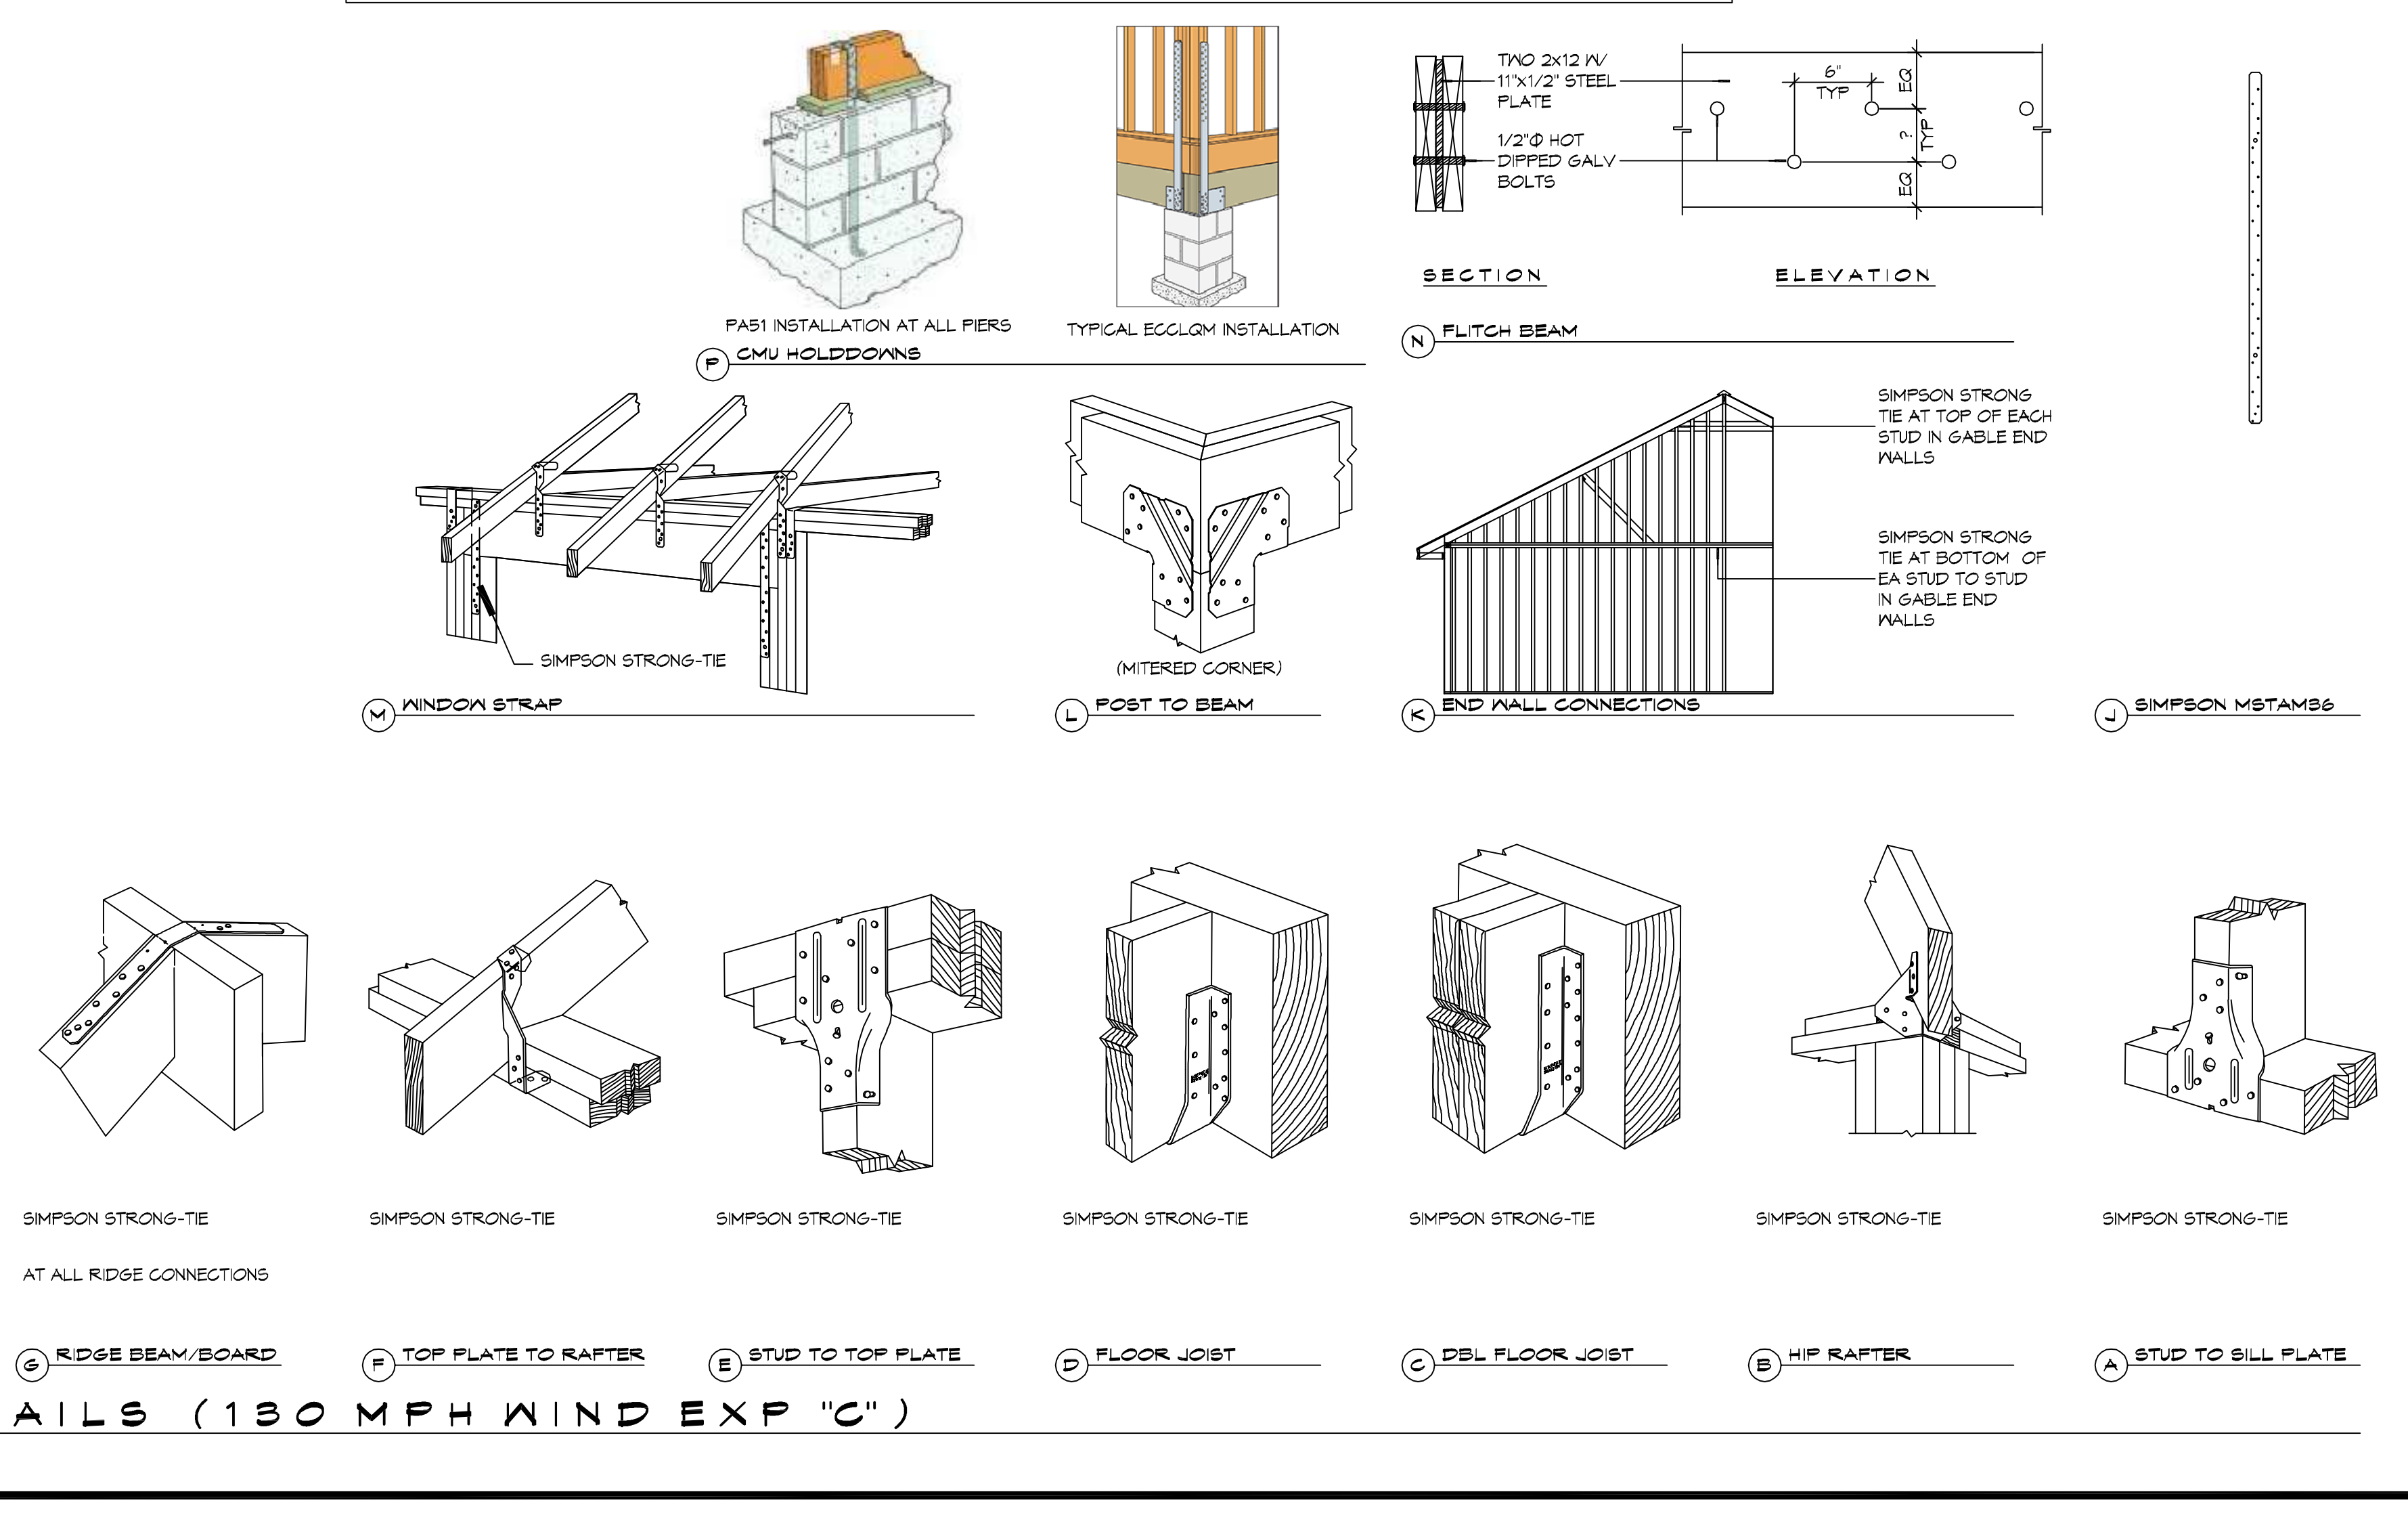 TWO 2x12 W/
11"x1/2" STEEL
PLATE
1/2"Φ HOT
DIPPED GALV
BOLTS
6"
TYP
EQ
?
TYP
EQ
SECTION
ELEVATION
PA51 INSTALLATION AT ALL PIERS
TYPICAL ECCLQM INSTALLATION
P CMU HOLDDOWNS
N FLITCH BEAM
SIMPSON STRONG-TIE
M WINDOW STRAP
(MITERED CORNER)
L POST TO BEAM
SIMPSON STRONG
TIE AT TOP OF EACH
STUD IN GABLE END
WALLS
SIMPSON STRONG
TIE AT BOTTOM OF
EA STUD TO STUD
IN GABLE END
WALLS
K END WALL CONNECTIONS
J SIMPSON MSTAM36
SIMPSON STRONG-TIE
AT ALL RIDGE CONNECTIONS
G RIDGE BEAM/BOARD
SIMPSON STRONG-TIE
F TOP PLATE TO RAFTER
SIMPSON STRONG-TIE
E STUD TO TOP PLATE
SIMPSON STRONG-TIE
D FLOOR JOIST
SIMPSON STRONG-TIE
C DBL FLOOR JOIST
SIMPSON STRONG-TIE
B HIP RAFTER
SIMPSON STRONG-TIE
A STUD TO SILL PLATE
AILS (130 MPH WIND EXP "C")